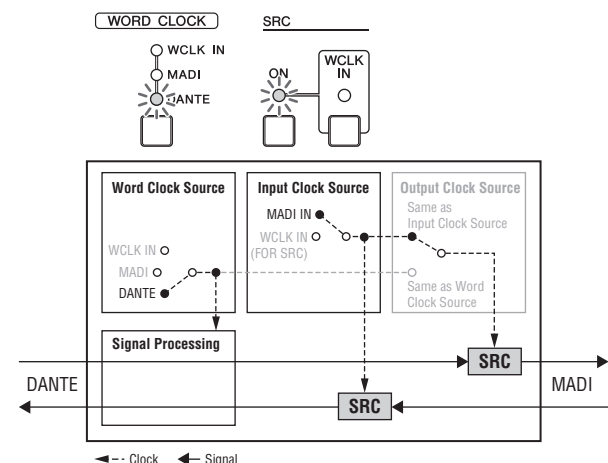 WORD CLOCK
WCLK IN
MADI
DANTE
SRC
ON
WCLK
IN
Word Clock Source
WCLK IN
MADI
DANTE
Input Clock Source
MADI IN
WCLK IN
(FOR SRC)
Output Clock Source
Same as
Input Clock Source
Same as Word
Clock Source
Signal Processing
SRC
SRC
DANTE
MADI
Clock
Signal